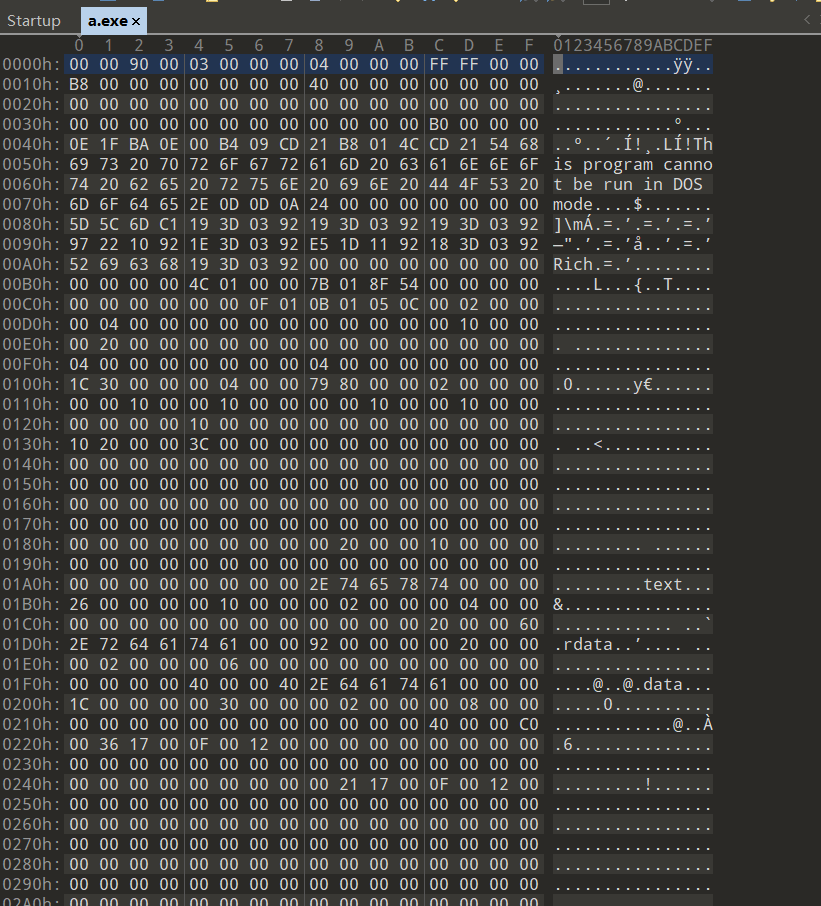 Startup a.exe ×
0 1 2 3 4 5 6 7 8 9 A B C D E F 0123456789ABCDEF
0000h: 00 00 90 00 03 00 00 00 04 00 00 00 FF FF 00 00 ............ÿÿ..
0010h: B8 00 00 00 00 00 00 00 40 00 00 00 00 00 00 00 ¸.......@.......
0020h: 00 00 00 00 00 00 00 00 00 00 00 00 00 00 00 00 ................
0030h: 00 00 00 00 00 00 00 00 00 00 00 00 B0 00 00 00 ............°...
0040h: 0E 1F BA 0E 00 B4 09 CD 21 B8 01 4C CD 21 54 68 ..º..´.Í!¸.LÍ!Th
0050h: 69 73 20 70 72 6F 67 72 61 6D 20 63 61 6E 6E 6F is program canno
0060h: 74 20 62 65 20 72 75 6E 20 69 6E 20 44 4F 53 20 t be run in DOS
0070h: 6D 6F 64 65 2E 0D 0D 0A 24 00 00 00 00 00 00 00 mode....$.......
0080h: 5D 5C 6D C1 19 3D 03 92 19 3D 03 92 19 3D 03 92 ]\mÁ.=.’.=.’.=.’
0090h: 97 22 10 92 1E 3D 03 92 E5 1D 11 92 18 3D 03 92 —".’.=.’å..’.=.’
00A0h: 52 69 63 68 19 3D 03 92 00 00 00 00 00 00 00 00 Rich.=.’........
00B0h: 00 00 00 00 4C 01 00 00 7B 01 8F 54 00 00 00 00 ....L...{..T....
00C0h: 00 00 00 00 00 00 0F 01 0B 01 05 0C 00 02 00 00 ................
00D0h: 00 04 00 00 00 00 00 00 00 00 00 00 00 10 00 00 ................
00E0h: 00 20 00 00 00 00 00 00 00 00 00 00 00 00 00 00 . ..............
00F0h: 04 00 00 00 00 00 00 00 04 00 00 00 00 00 00 00 ................
0100h: 1C 30 00 00 00 04 00 00 79 80 00 00 00 02 00 00 .0......y€......
0110h: 00 00 10 00 00 10 00 00 00 00 10 00 00 10 00 00 ................
0120h: 00 00 00 00 10 00 00 00 00 00 00 00 00 00 00 00 ................
0130h: 10 20 00 00 3C 00 00 00 00 00 00 00 00 00 00 00 . ..<...........
0140h: 00 00 00 00 00 00 00 00 00 00 00 00 00 00 00 00 ................
0150h: 00 00 00 00 00 00 00 00 00 00 00 00 00 00 00 00 ................
0160h: 00 00 00 00 00 00 00 00 00 00 00 00 00 00 00 00 ................
0170h: 00 00 00 00 00 00 00 00 00 00 00 00 00 00 00 00 ................
0180h: 00 00 00 00 00 00 00 00 00 20 00 00 10 00 00 00 ......... ......
0190h: 00 00 00 00 00 00 00 00 00 00 00 00 00 00 00 00 ................
01A0h: 00 00 00 00 00 00 00 00 2E 74 65 78 74 00 00 00 .........text...
01B0h: 26 00 00 00 00 10 00 00 00 02 00 00 00 04 00 00 &...............
01C0h: 00 00 00 00 00 00 00 00 00 00 00 00 20 00 00 60 ............ ..`
01D0h: 2E 72 64 61 74 61 00 00 92 00 00 00 00 20 00 00 .rdata..’.... ..
01E0h: 00 02 00 00 00 06 00 00 00 00 00 00 00 00 00 00 ................
01F0h: 00 00 00 00 40 00 00 40 2E 64 61 74 61 00 00 00 ....@..@.data...
0200h: 1C 00 00 00 00 30 00 00 00 02 00 00 00 08 00 00 .....0..........
0210h: 00 00 00 00 00 00 00 00 00 00 00 00 40 00 00 C0 ............@..À
0220h: 00 36 17 00 0F 00 12 00 00 00 00 00 00 00 00 00 .6..............
0230h: 00 00 00 00 00 00 00 00 00 00 00 00 00 00 00 00 ................
0240h: 00 00 00 00 00 00 00 00 00 21 17 00 0F 00 12 00 .........!......
0250h: 00 00 00 00 00 00 00 00 00 00 00 00 00 00 00 00 ................
0260h: 00 00 00 00 00 00 00 00 00 00 00 00 00 00 00 00 ................
0270h: 00 00 00 00 00 00 00 00 00 00 00 00 00 00 00 00 ................
0280h: 00 00 00 00 00 00 00 00 00 00 00 00 00 00 00 00 ................
0290h: 00 00 00 00 00 00 00 00 00 00 00 00 00 00 00 00 ................
02A0h: 00 00 00 00 00 00 00 00 00 00 00 00 00 00 00 00 ................